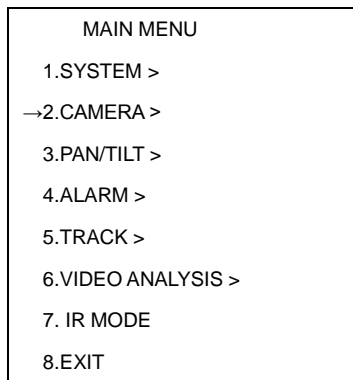 MAIN MENU
1.SYSTEM >
→2.CAMERA >
3.PAN/TILT >
4.ALARM >
5.TRACK >
6.VIDEO ANALYSIS >
7. IR MODE
8.EXIT